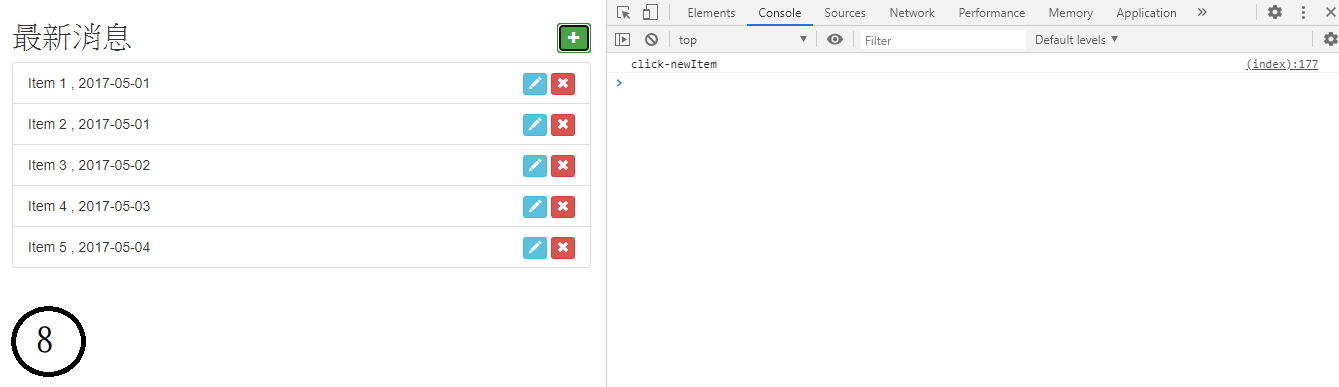 最新消息
Item 1 , 2017-05-01
Item 2 , 2017-05-01
Item 3 , 2017-05-02
Item 4 , 2017-05-03
Item 5 , 2017-05-04
8
Elements Console Sources Network Performance Memory Application
top Filter Default levels
click-newItem (index):177